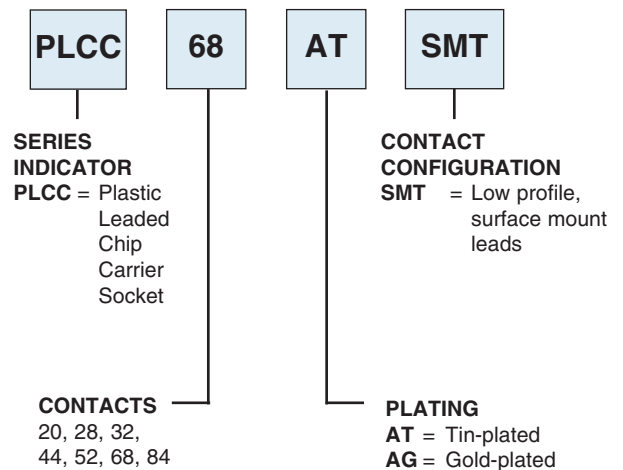 PLCC 68 AT SMT
SERIES
INDICATOR
PLCC = Plastic
Leaded
Chip
Carrier
Socket
CONTACT
CONFIGURATION
SMT = Low profile,
surface mount
leads
CONTACTS
20, 28, 32,
44, 52, 68, 84
PLATING
AT = Tin-plated
AG = Gold-plated